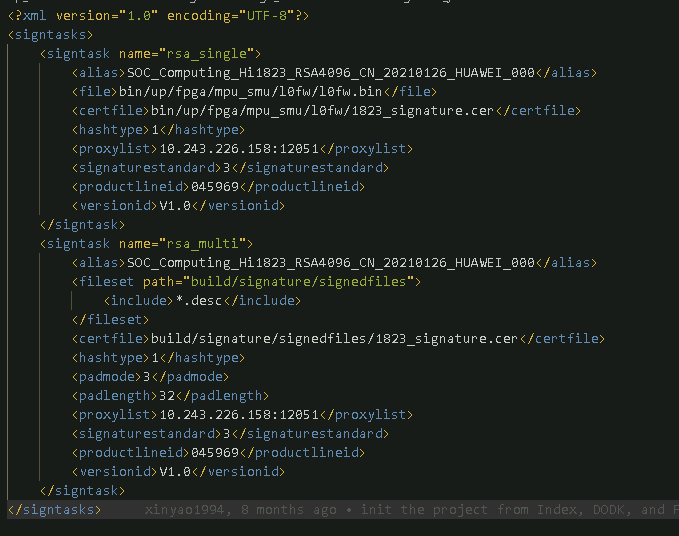 <?xml version="1.0" encoding="UTF-8"?>
<signtasks>
<signtask name="rsa_single">
<alias>SOC_Computing_Hi1823_RSA4096_CN_20210126_HUAWEI_000</alias>
<file>bin/up/fpga/mpu_smu/l0fw/l0fw.bin</file>
<certfile>bin/up/fpga/mpu_smu/l0fw/1823_signature.cer</certfile>
<hashtype>1</hashtype>
<proxylist>10.243.226.158:12051</proxylist>
<signaturestandard>3</signaturestandard>
<productlineid>045969</productlineid>
<versionid>V1.0</versionid>
</signtask>
<signtask name="rsa_multi">
<alias>SOC_Computing_Hi1823_RSA4096_CN_20210126_HUAWEI_000</alias>
<fileset path="build/signature/signedfiles">
<include>*.desc</include>
</fileset>
<certfile>build/signature/signedfiles/1823_signature.cer</certfile>
<hashtype>1</hashtype>
<padmode>3</padmode>
<padlength>32</padlength>
<proxylist>10.243.226.158:12051</proxylist>
<signaturestandard>3</signaturestandard>
<productlineid>045969</productlineid>
<versionid>V1.0</versionid>
</signtask>
</signtasks> xinyao1994, 8 months ago • init the project from Index, DODK, and